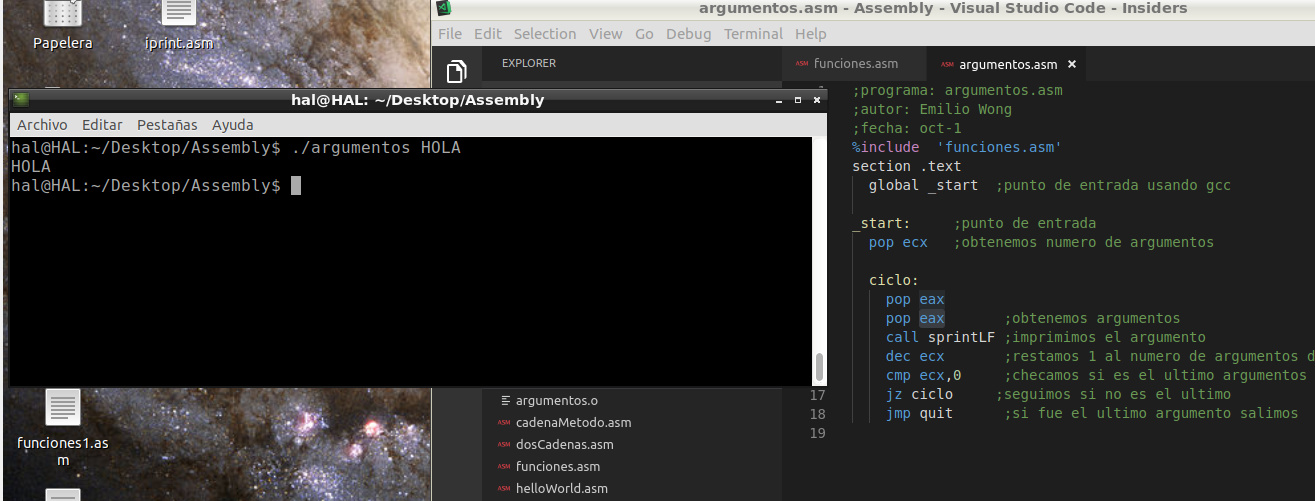 Papelera
iprint.asm
funciones1.as
m
hal@HAL: ~/Desktop/Assembly
Archivo Editar Pestañas Ayuda
hal@HAL:~/Desktop/Assembly$ ./argumentos HOLA
HOLA
hal@HAL:~/Desktop/Assembly$
argumentos.asm - Assembly - Visual Studio Code - Insiders
File Edit Selection View Go Debug Terminal Help
EXPLORER
argumentos.o
ASM cadenaMetodo.asm
ASM dosCadenas.asm
ASM funciones.asm
ASM helloWorld.asm
ASM funciones.asm
ASM argumentos.asm ×
;programa: argumentos.asm
;autor: Emilio Wong
;fecha: oct-1
%include 'funciones.asm'
section .text
global _start ;punto de entrada usando gcc
_start: ;punto de entrada
pop ecx ;obtenemos numero de argumentos
ciclo:
pop eax
pop eax ;obtenemos argumentos
call sprintLF ;imprimimos el argumento
dec ecx ;restamos 1 al numero de argumentos d
cmp ecx,0 ;checamos si es el ultimo argumentos
17 jz ciclo ;seguimos si no es el ultimo
18 jmp quit ;si fue el ultimo argumento salimos
19